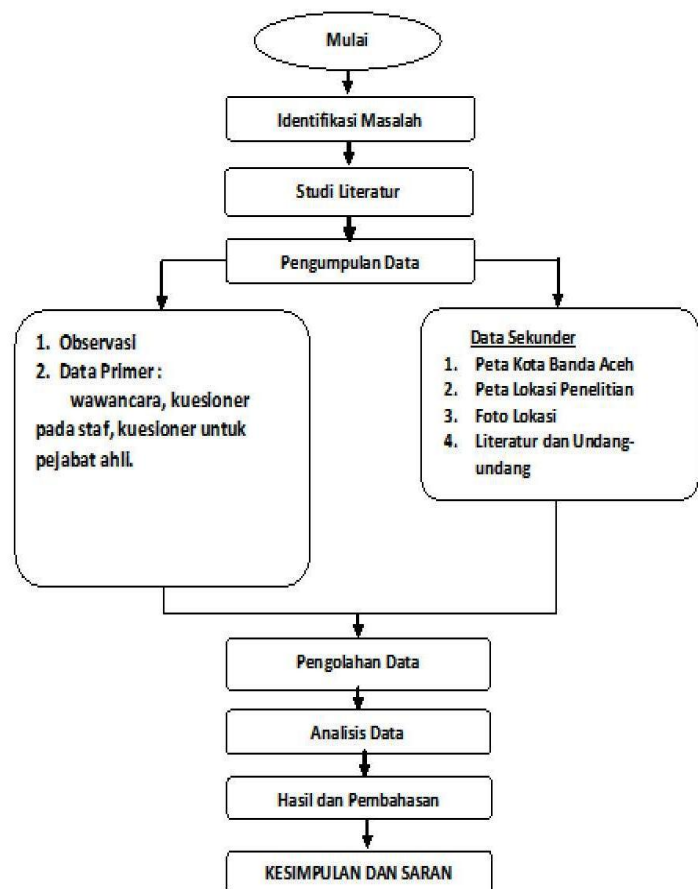 Mulai
Identifikasi Masalah
Studi Literatur
Pengumpulan Data
1. Observasi
2. Data Primer :
wawancara, kuesioner
pada staf, kuesioner untuk
pejabat ahli.
Data Sekunder
1. Peta Kota Banda Aceh
2. Peta Lokasi Penelitian
3. Foto Lokasi
4. Literatur dan Undang-
undang
Pengolahan Data
Analisis Data
Hasil dan Pembahasan
KESIMPULAN DAN SARAN